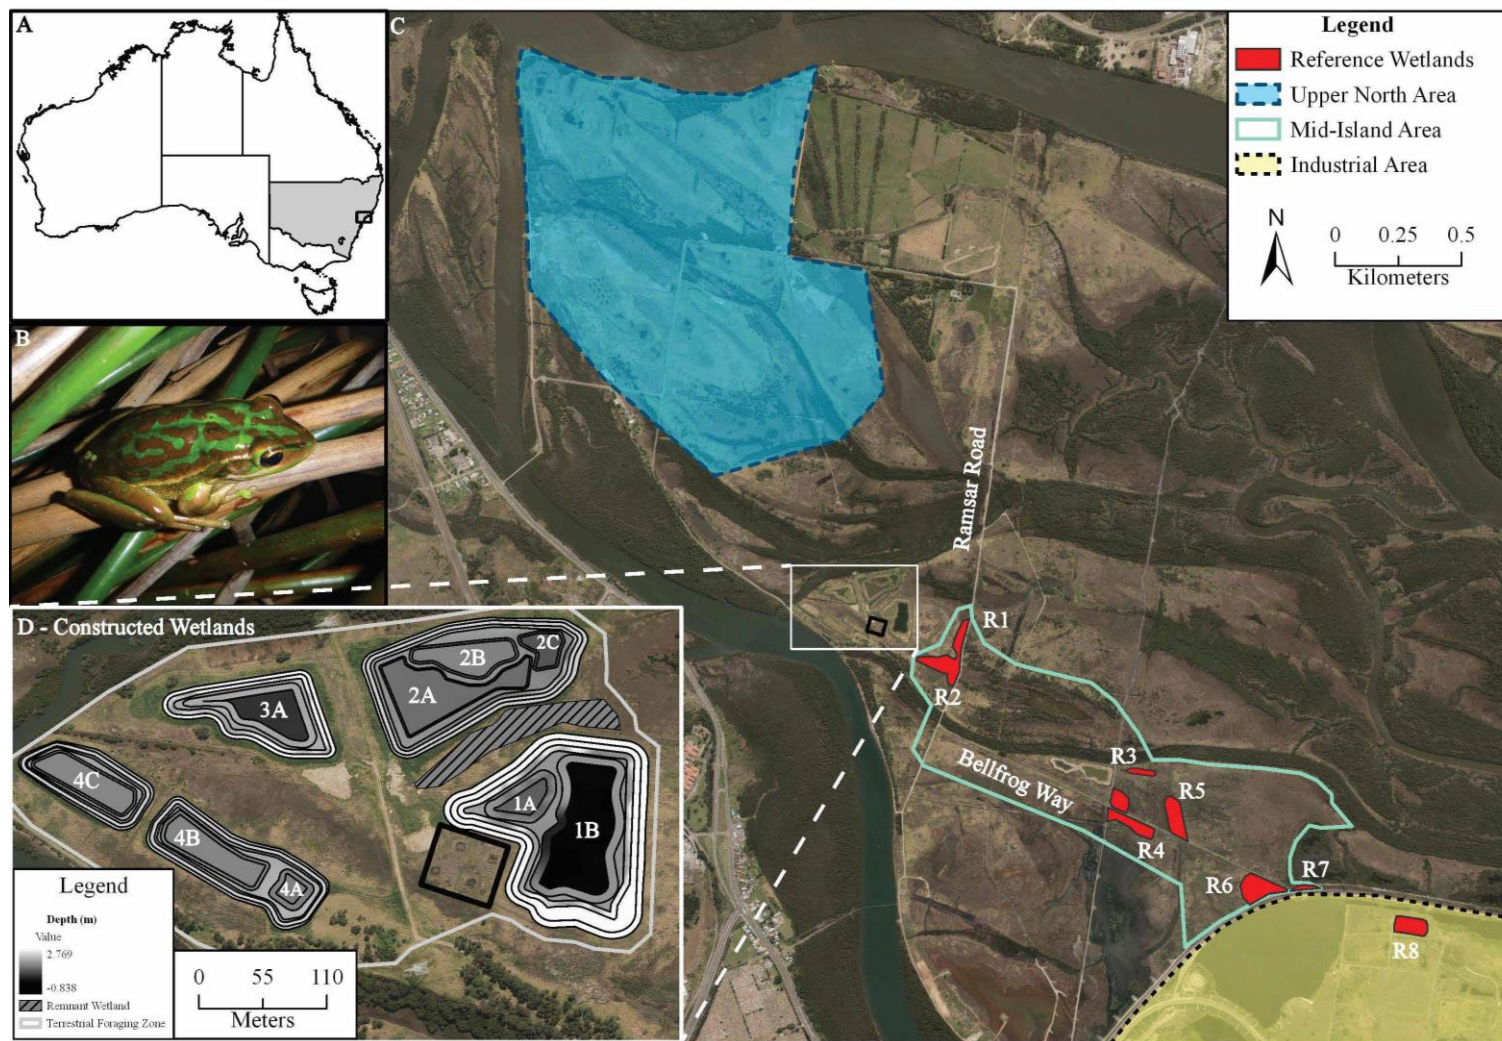 A
B
C
Legend
Reference Wetlands
Upper North Area
Mid-Island Area
Industrial Area
N
0 0.25 0.5
Kilometers
Ramsar Road
Bellfrog Way
R1
R2
R3
R4
R5
R6
R7
R8
D - Constructed Wetlands
2C
2B
2A
3A
4C
1A
1B
4B
4A
Legend
Depth (m)
Value
2.769
-0.838
Remnant Wetland
Terrestrial Foraging Zone
0 55 110
Meters